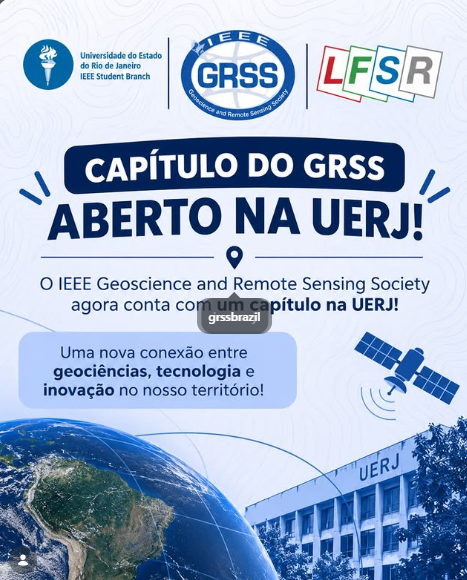 Universidade do Estado
do Rio de Janeiro
IEEE Student Branch
IEEE
GRSS
Geoscience and Remote Sensing Society
LFSR
CAPÍTULO DO GRSS
ABERTO NA UERJ!
O IEEE Geoscience and Remote Sensing Society
agora conta com um capítulo na UERJ!
grssbrazil
Uma nova conexão entre
geociências, tecnologia e
inovação no nosso território!
UERJ